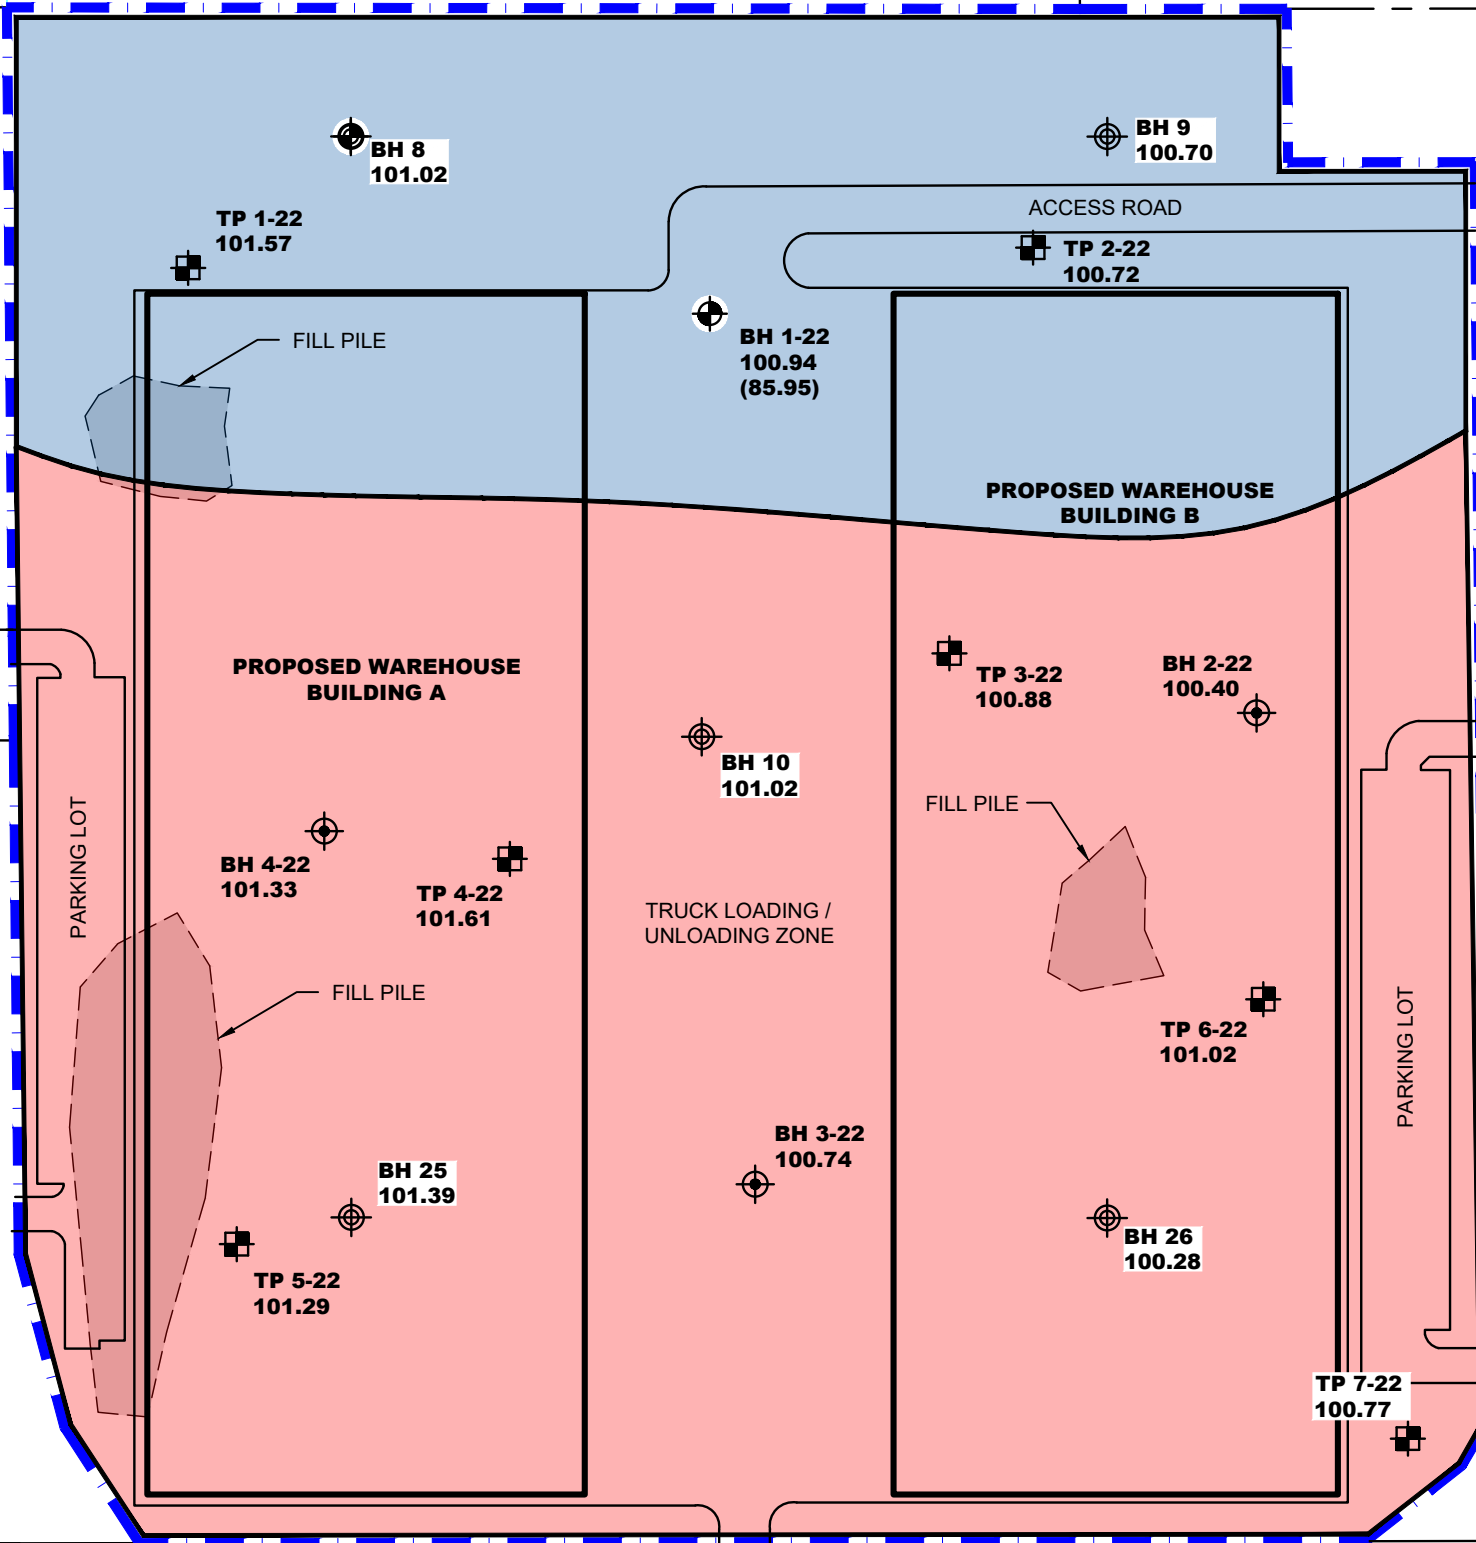 BH 8
101.02
BH 9
100.70
TP 1-22
101.57
ACCESS ROAD
TP 2-22
100.72
FILL PILE
BH 1-22
100.94
(85.95)
PROPOSED WAREHOUSE
BUILDING B
PROPOSED WAREHOUSE
BUILDING A
TP 3-22
100.88
BH 2-22
100.40
BH 10
101.02
FILL PILE
PARKING LOT
BH 4-22
101.33
TP 4-22
101.61
TRUCK LOADING /
UNLOADING ZONE
FILL PILE
TP 6-22
101.02
PARKING LOT
BH 3-22
100.74
BH 25
101.39
BH 26
100.28
TP 5-22
101.29
TP 7-22
100.77